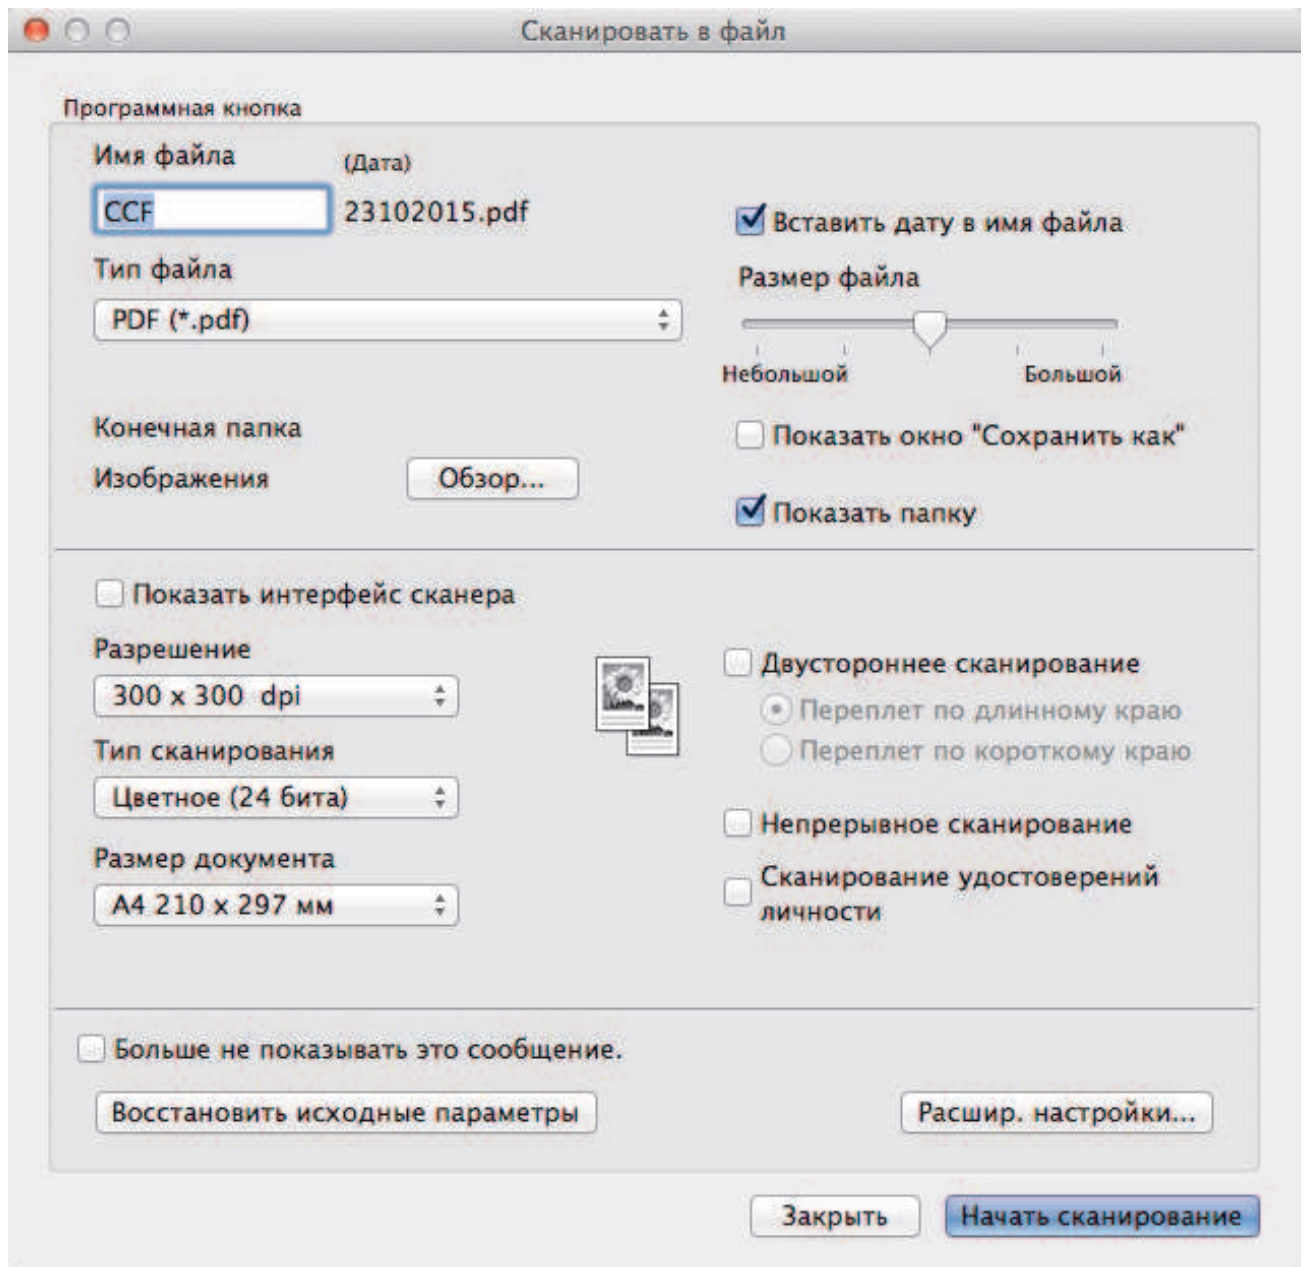 Сканировать в файл
Программная кнопка
Имя файла
(Дата)
CCF
23102015.pdf
Вставить дату в имя файла
Тип файла
PDF (*.pdf)
Размер файла
Небольшой
Большой
Конечная папка
Изображения
Обзор...
Показать окно "Сохранить как"
Показать папку
Показать интерфейс сканера
Разрешение
300 x 300 dpi
Тип сканирования
Цветное (24 бита)
Размер документа
A4 210 x 297 мм
Двустороннее сканирование
Переплет по длинному краю
Переплет по короткому краю
Непрерывное сканирование
Сканирование удостоверений
личности
Больше не показывать это сообщение.
Восстановить исходные параметры
Расшир. настройки...
Закрыть
Начать сканирование